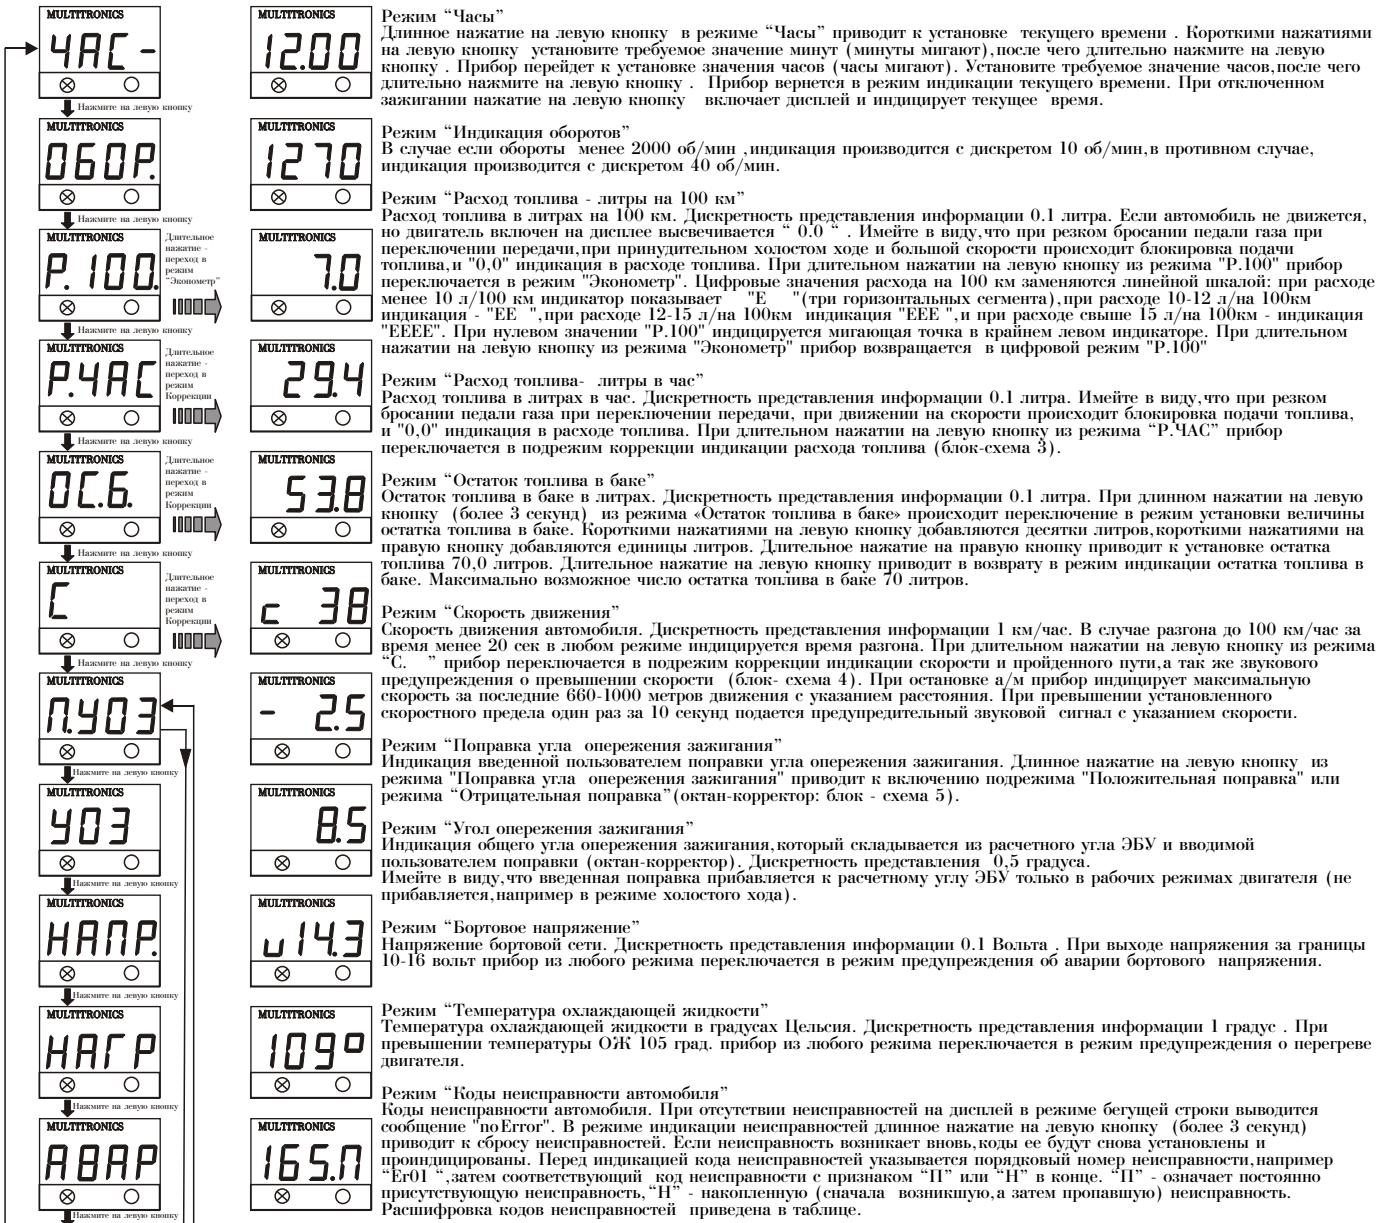 MULTITRONICS
ЧАС -
MULTITRONICS
12.00
Режим “Часы”
Длинное нажатие на левую кнопку в режиме “Часы” приводит к установке текущего времени . Короткими нажатиями
на левую кнопку установите требуемое значение минут (минуты мигают),после чего длительно нажмите на левую
кнопку . Прибор перейдет к установке значения часов (часы мигают). Установите требуемое значение часов,после чего
длительно нажмите на левую кнопку . Прибор вернется в режим индикации текущего времени. При отключенном
зажигании нажатие на левую кнопку включает дисплей и индицирует текущее время.
Нажмите на левую кнопку
MULTITRONICS
ОБОР.
MULTITRONICS
1270
Режим “Индикация оборотов”
В случае если обороты менее 2000 об/мин ,индикация производится с дискретом 10 об/мин,в противном случае,
индикация производится с дискретом 40 об/мин.
Нажмите на левую кнопку
MULTITRONICS
Р. 100.
Длительное
нажатие -
переход в
режим
“Эконометр”
MULTITRONICS
7.0
Режим “Расход топлива - литры на 100 км”
Расход топлива в литрах на 100 км. Дискретность представления информации 0.1 литра. Если автомобиль не движется,
но двигатель включен на дисплее высвечивается “ 0.0 “ . Имейте в виду,что при резком бросании педали газа при
переключении передачи,при принудительном холостом ходе и большой скорости происходит блокировка подачи
топлива,и "0,0" индикация в расходе топлива. При длительном нажатии на левую кнопку из режима "Р.100" прибор
переключается в режим "Эконометр". Цифровые значения расхода на 100 км заменяются линейной шкалой: при расходе
менее 10 л/100 км индикатор показывает "Е "(три горизонтальных сегмента),при расходе 10-12 л/на 100км
индикация - "ЕЕ ",при расходе 12-15 л/на 100км индикация "ЕЕЕ ",и при расходе свыше 15 л/на 100км - индикация
"ЕЕЕЕ". При нулевом значении "Р.100" индицируется мигающая точка в крайнем левом индикаторе. При длительном
нажатии на левую кнопку из режима "Эконометр" прибор возвращается в цифровой режим "Р.100"
Нажмите на левую кнопку
MULTITRONICS
Р.ЧАС
Длительное
нажатие -
переход в
режим
Коррекции
MULTITRONICS
29.4
Режим “Расход топлива- литры в час”
Расход топлива в литрах в час. Дискретность представления информации 0.1 литра. Имейте в виду,что при резком
бросании педали газа при переключении передачи, при движении на скорости происходит блокировка подачи топлива,
и "0,0" индикация в расходе топлива. При длительном нажатии на левую кнопку из режима “Р.ЧАС” прибор
переключается в подрежим коррекции индикации расхода топлива (блок-схема 3).
Нажмите на левую кнопку
MULTITRONICS
ОС.Б.
Длительное
нажатие -
переход в
режим
Коррекции
MULTITRONICS
53.8
Режим “Остаток топлива в баке”
Остаток топлива в баке в литрах. Дискретность представления информации 0.1 литра. При длинном нажатии на левую
кнопку (более 3 секунд) из режима «Остаток топлива в баке» происходит переключение в режим установки величины
остатка топлива в баке. Короткими нажатиями на левую кнопку добавляются десятки литров,короткими нажатиями на
правую кнопку добавляются единицы литров. Длительное нажатие на правую кнопку приводит к установке остатка
топлива 70,0 литров. Длительное нажатие на левую кнопку приводит в возврату в режим индикации остатка топлива в
баке. Максимально возможное число остатка топлива в баке 70 литров.
Нажмите на левую кнопку
MULTITRONICS
С
Длительное
нажатие -
переход в
режим
Коррекции
MULTITRONICS
с 38
Режим “Скорость движения”
Скорость движения автомобиля. Дискретность представления информации 1 км/час. В случае разгона до 100 км/час за
время менее 20 сек в любом режиме индицируется время разгона. При длительном нажатии на левую кнопку из режима
“С. ” прибор переключается в подрежим коррекции индикации скорости и пройденного пути,а так же звукового
предупреждения о превышении скорости (блок- схема 4). При остановке а/м прибор индицирует максимальную
скорость за последние 660-1000 метров движения с указанием расстояния. При превышении установленного
скоростного предела один раз за 10 секунд подается предупредительный звуковой сигнал с указанием скорости.
Нажмите на левую кнопку
MULTITRONICS
П.УОЗ
MULTITRONICS
- 2.5
Режим “Поправка угла опережения зажигания”
Индикация введенной пользователем поправки угла опережения зажигания. Длинное нажатие на левую кнопку из
режима "Поправка угла опережения зажигания" приводит к включению подрежима "Положительная поправка" или
режима “Отрицательная поправка”(октан-корректор: блок - схема 5).
Нажмите на левую кнопку
MULTITRONICS
УОЗ
MULTITRONICS
8.5
Режим “Угол опережения зажигания”
Индикация общего угла опережения зажигания,который складывается из расчетного угла ЭБУ и вводимой
пользователем поправки (октан-корректор). Дискретность представления 0,5 градуса.
Имейте в виду,что введенная поправка прибавляется к расчетному углу ЭБУ только в рабочих режимах двигателя (не
прибавляется,например в режиме холостого хода).
Нажмите на левую кнопку
MULTITRONICS
НАПР.
MULTITRONICS
u14.3
Режим “Бортовое напряжение”
Напряжение бортовой сети. Дискретность представления информации 0.1 Вольта . При выходе напряжения за границы
10-16 вольт прибор из любого режима переключается в режим предупреждения об аварии бортового напряжения.
Нажмите на левую кнопку
MULTITRONICS
НАГР
MULTITRONICS
109°
Режим “Температура охлаждающей жидкости”
Температура охлаждающей жидкости в градусах Цельсия. Дискретность представления информации 1 градус . При
превышении температуры ОЖ 105 град. прибор из любого режима переключается в режим предупреждения о перегреве
двигателя.
Нажмите на левую кнопку
MULTITRONICS
АВАР
MULTITRONICS
165.П
Режим “Коды неисправности автомобиля”
Коды неисправности автомобиля. При отсутствии неисправностей на дисплей в режиме бегущей строки выводится
сообщение "no Error". В режиме индикации неисправностей длинное нажатие на левую кнопку (более 3 секунд)
приводит к сбросу неисправностей. Если неисправность возникает вновь,коды ее будут снова установлены и
проиндицированы. Перед индикацией кода неисправностей указывается порядковый номер неисправности,например
“Er01 “,затем соответствующий код неисправности с признаком “П” или “Н” в конце. “П” - означает постоянно
присутствующую неисправность,“Н” - накопленную (сначала возникшую,а затем пропавшую) неисправность.
Расшифровка кодов неисправностей приведена в таблице.
Нажмите на левую кнопку